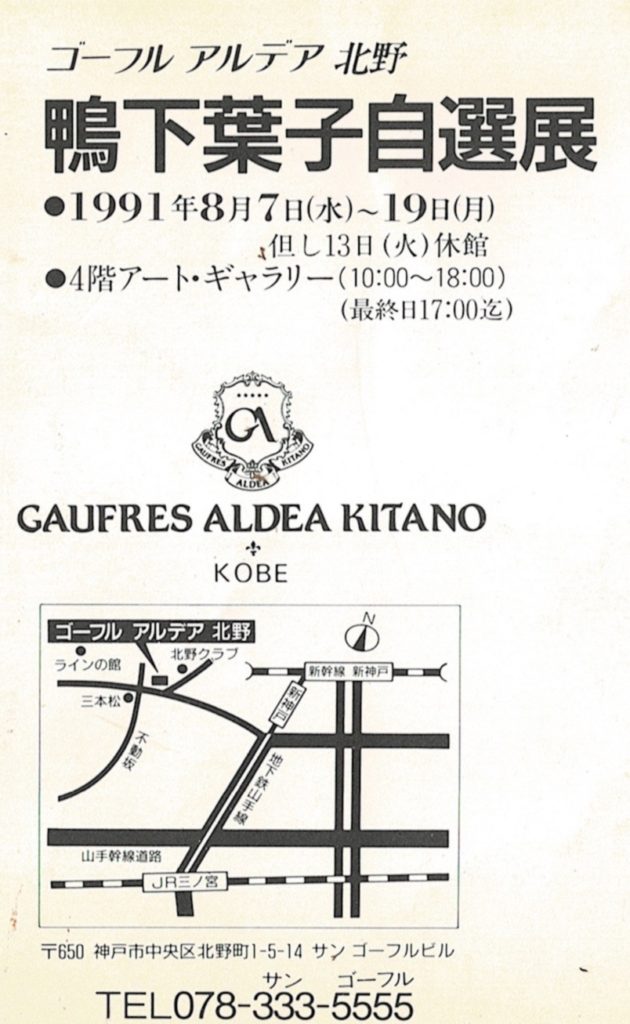 ゴーフル アルデア 北野
鴨下葉子自選展
●1991年8月7日(水)～19日(月)
但し13日(火)休館
●4階アート・ギャラリー(10:00～18:00)
(最終日17:00迄)
GA
GAUFRES ALDEA KITANO
GAUFRES ALDEA KITANO
KOBE
ゴーフル アルデア 北野
N
ラインの館
北野クラブ
新幹線 新神戸
三本松
新神戸
不動坂
地下鉄山手線
山手幹線道路
JR三ノ宮
〒650 神戸市中央区北野町1-5-14 サン ゴーフルビル
サン ゴーフル
TEL078-333-5555